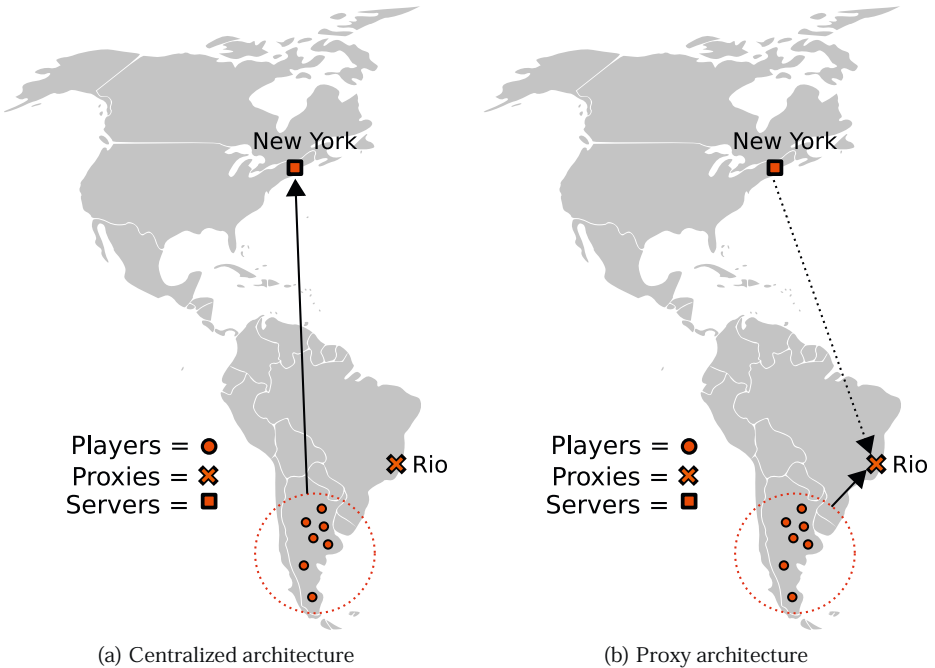 New York
Players =
Proxies =
Servers =
Rio
(a) Centralized architecture
New York
Players =
Proxies =
Servers =
Rio
(b) Proxy architecture